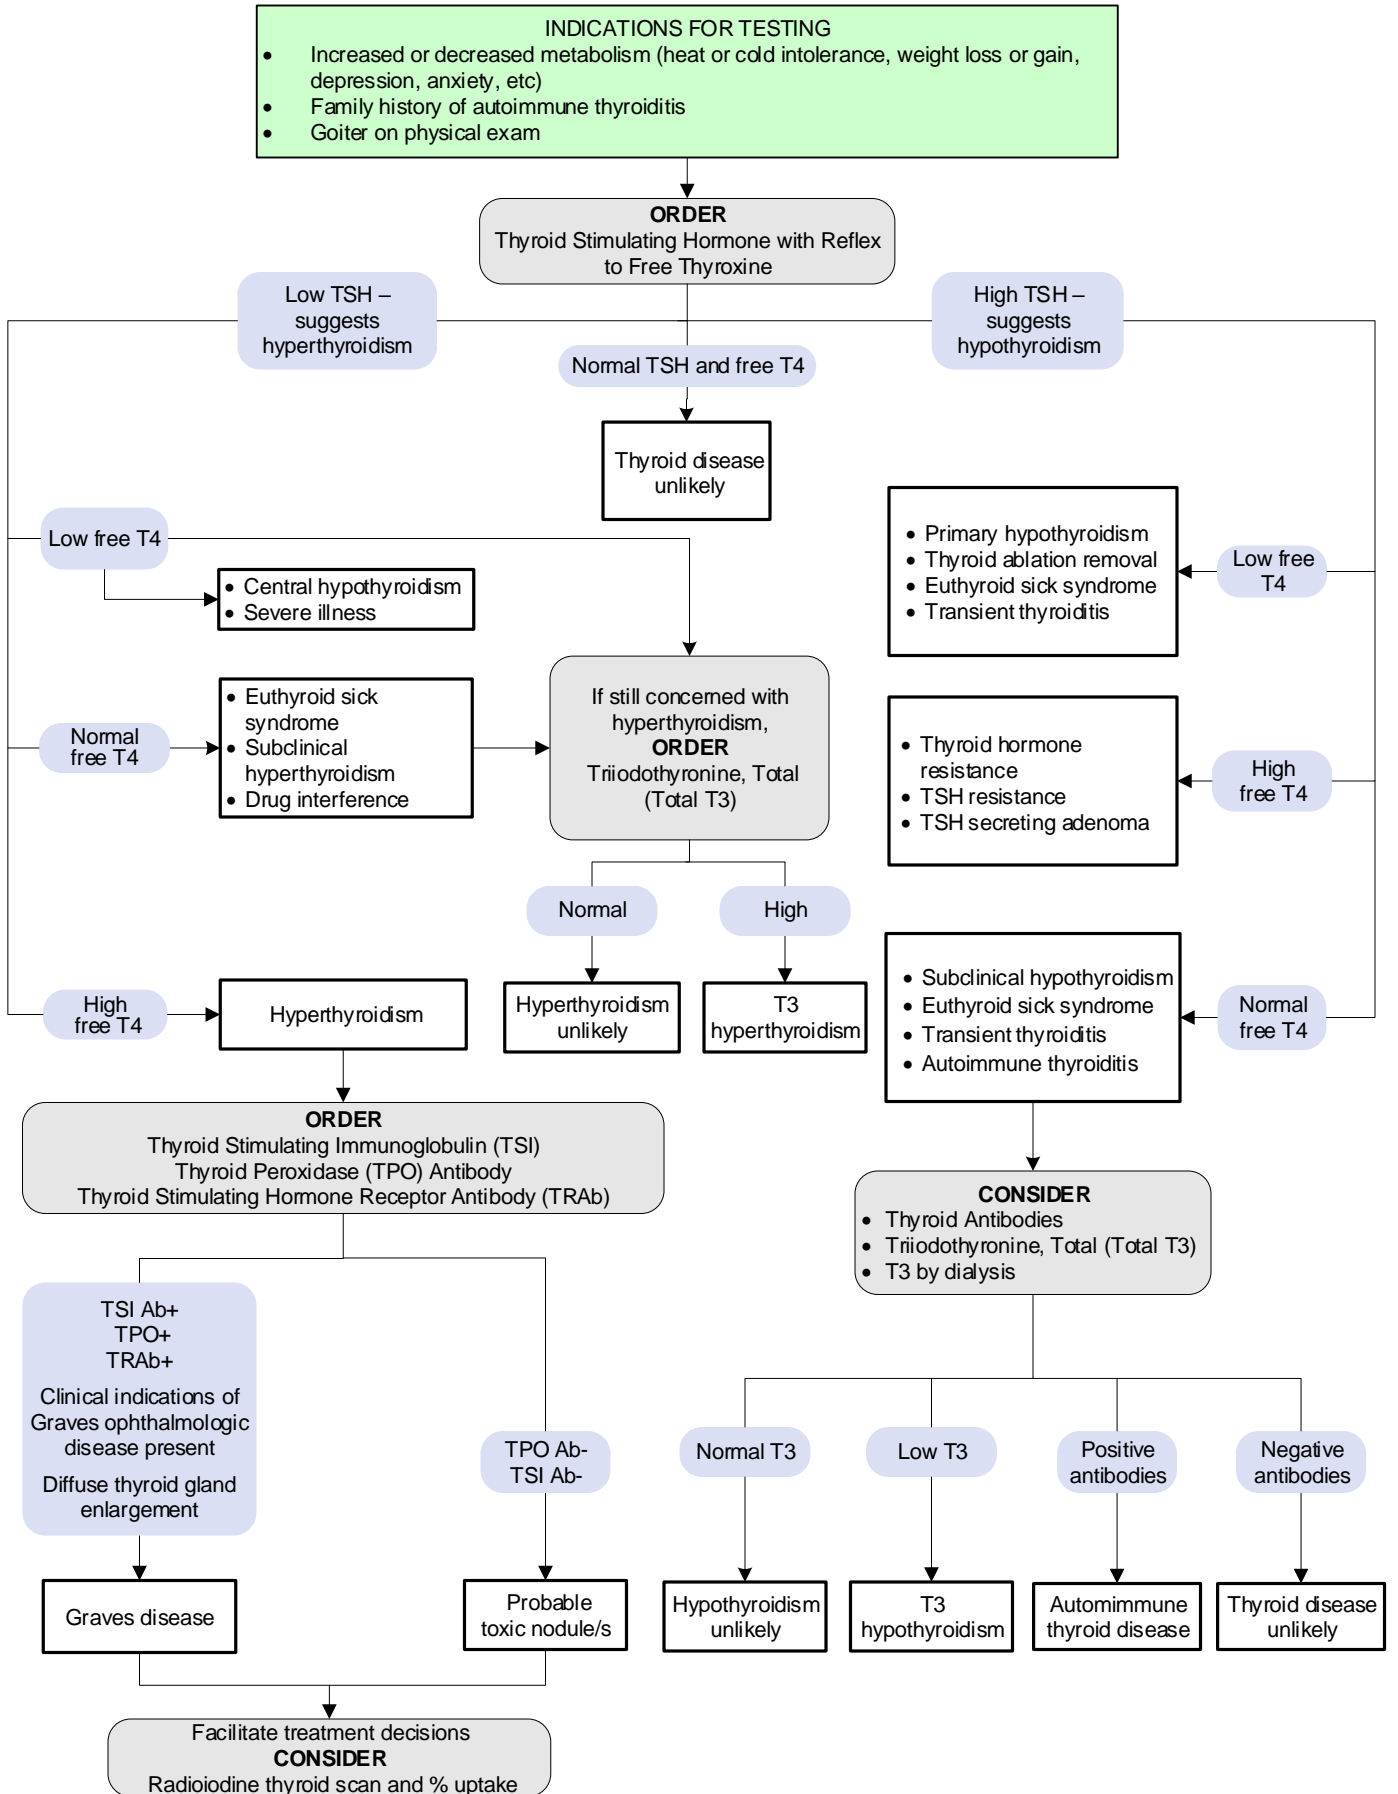 INDICATIONS FOR TESTING
• Increased or decreased metabolism (heat or cold intolerance, weight loss or gain,
depression, anxiety, etc)
• Family history of autoimmune thyroiditis
• Goiter on physical exam
ORDER
Thyroid Stimulating Hormone with Reflex
to Free Thyroxine
Low TSH –
suggests
hyperthyroidism
High TSH –
suggests
hypothyroidism
Normal TSH and free T4
Thyroid disease
unlikely
Low free T4
• Central hypothyroidism
• Severe illness
• Primary hypothyroidism
• Thyroid ablation removal
• Euthyroid sick syndrome
• Transient thyroiditis
Low free
T4
Normal
free T4
• Euthyroid sick
syndrome
• Subclinical
hyperthyroidism
• Drug interference
If still concerned with
hyperthyroidism,
ORDER
Triiodothyronine, Total
(Total T3)
• Thyroid hormone
resistance
• TSH resistance
• TSH secreting adenoma
High
free T4
Normal
High
High
free T4
Hyperthyroidism
Hyperthyroidism
unlikely
T3
hyperthyroidism
• Subclinical hypothyroidism
• Euthyroid sick syndrome
• Transient thyroiditis
• Autoimmune thyroiditis
Normal
free T4
ORDER
Thyroid Stimulating Immunoglobulin (TSI)
Thyroid Peroxidase (TPO) Antibody
Thyroid Stimulating Hormone Receptor Antibody (TRAb)
CONSIDER
• Thyroid Antibodies
• Triiodothyronine, Total (Total T3)
• T3 by dialysis
TSI Ab+
TPO+
TRAb+
Clinical indications of
Graves ophthalmologic
disease present
Diffuse thyroid gland
enlargement
TPO Ab-
TSI Ab-
Normal T3
Low T3
Positive
antibodies
Negative
antibodies
Graves disease
Probable
toxic nodule/s
Hypothyroidism
unlikely
T3
hypothyroidism
Automimmune
thyroid disease
Thyroid disease
unlikely
Facilitate treatment decisions
CONSIDER
Radioiodine thyroid scan and % uptake